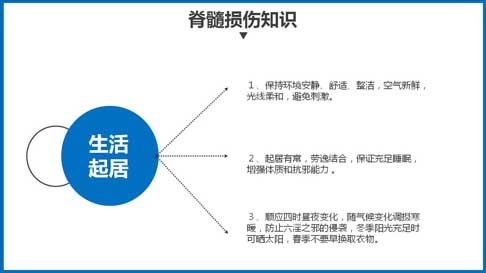 脊髓损伤知识
生活
起居
1、保持环境安静、舒适、整洁，空气新鲜，
光线柔和，避免刺激。
2、起居有常，劳逸结合，保证充足睡眠，
增强体质和抗邪能力 。
3、顺应四时昼夜变化，随气候变化调摄寒
暖，防止六淫之邪的侵袭，冬季阳光充足时
可晒太阳，春季不要早换取衣物。